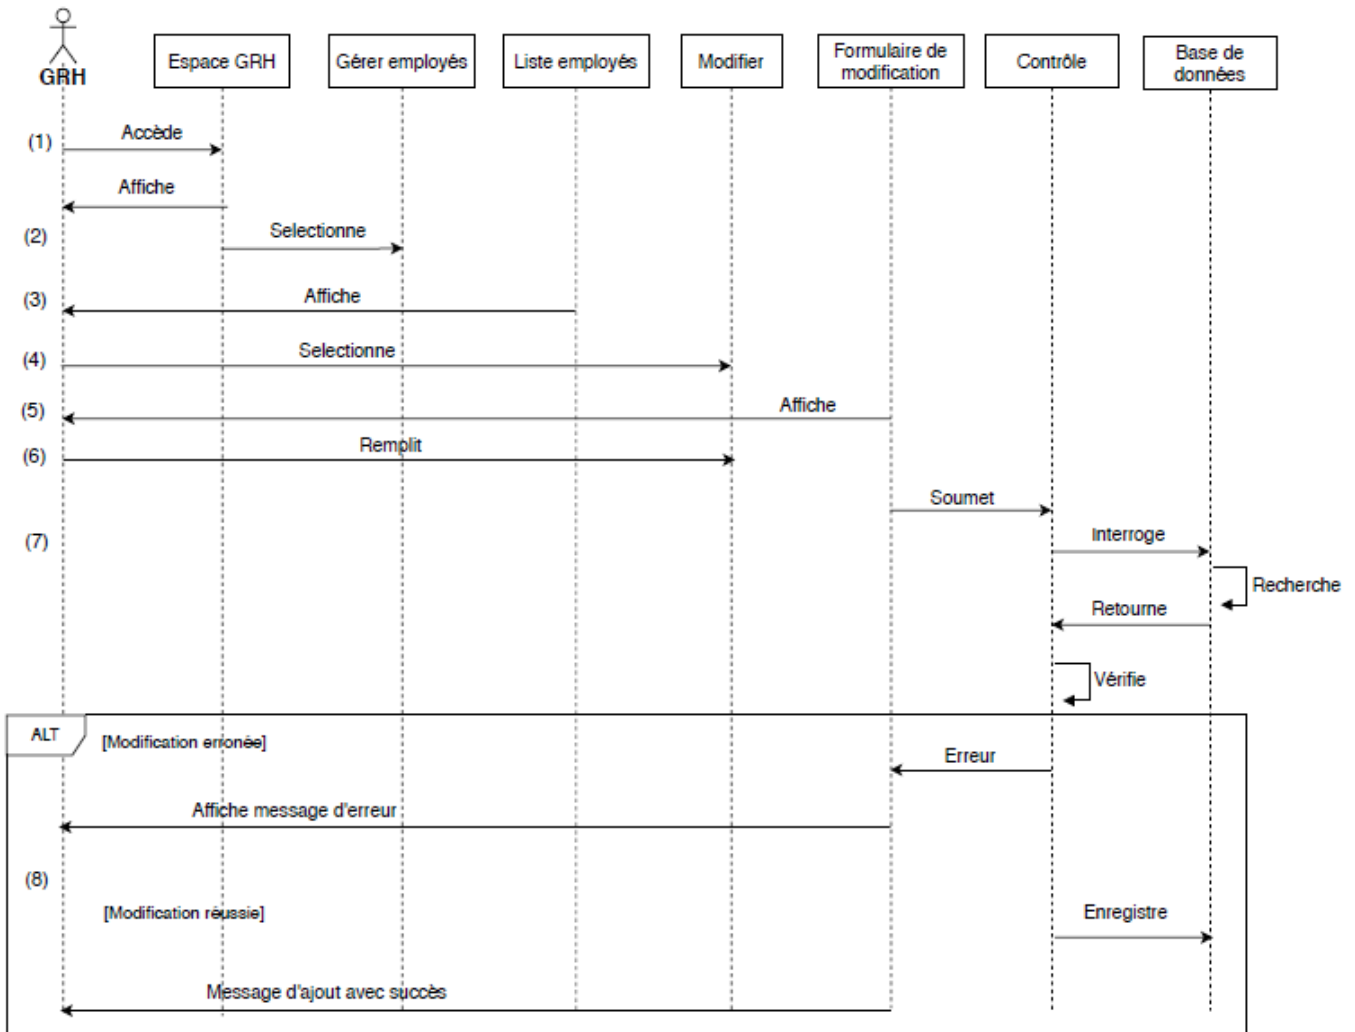 GRH
Espace GRH
Gérer employés
Liste employés
Modifier
Formulaire de
modification
Contrôle
Base de
données
(1)
Accède
Affiche
(2)
Selectionne
(3)
Affiche
(4)
Selectionne
(5)
Affiche
(6)
Remplit
Soumet
(7)
Interroge
Recherche
Retourne
Vérifie
ALT
[Modification erronée]
Erreur
Affiche message d'erreur
(8)
[Modification réussie]
Enregistre
Message d'ajout avec succès